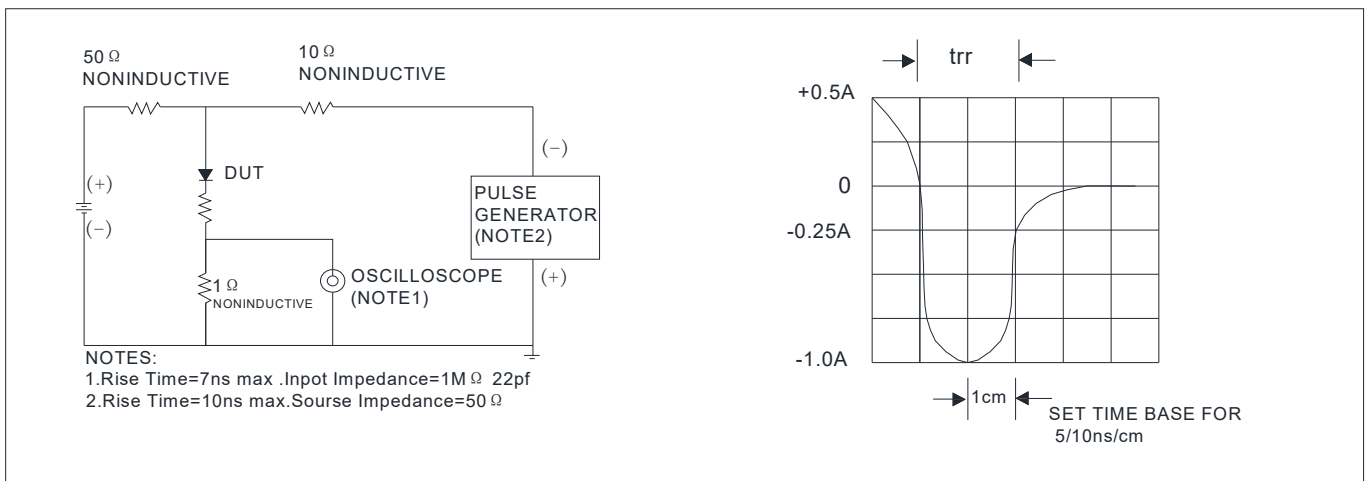 50 Ω
NONINDUCTIVE
10 Ω
NONINDUCTIVE
(+)
(−)
DUT
1 Ω
NONINDUCTIVE
OSCILLOSCOPE
(NOTE1)
(−)
PULSE
GENERATOR
(NOTE2)
(+)
NOTES:
1.Rise Time=7ns max .Inpot Impedance=1M Ω 22pf
2.Rise Time=10ns max.Sourse Impedance=50 Ω
trr
+0.5A
0
-0.25A
-1.0A
1cm
SET TIME BASE FOR
5/10ns/cm